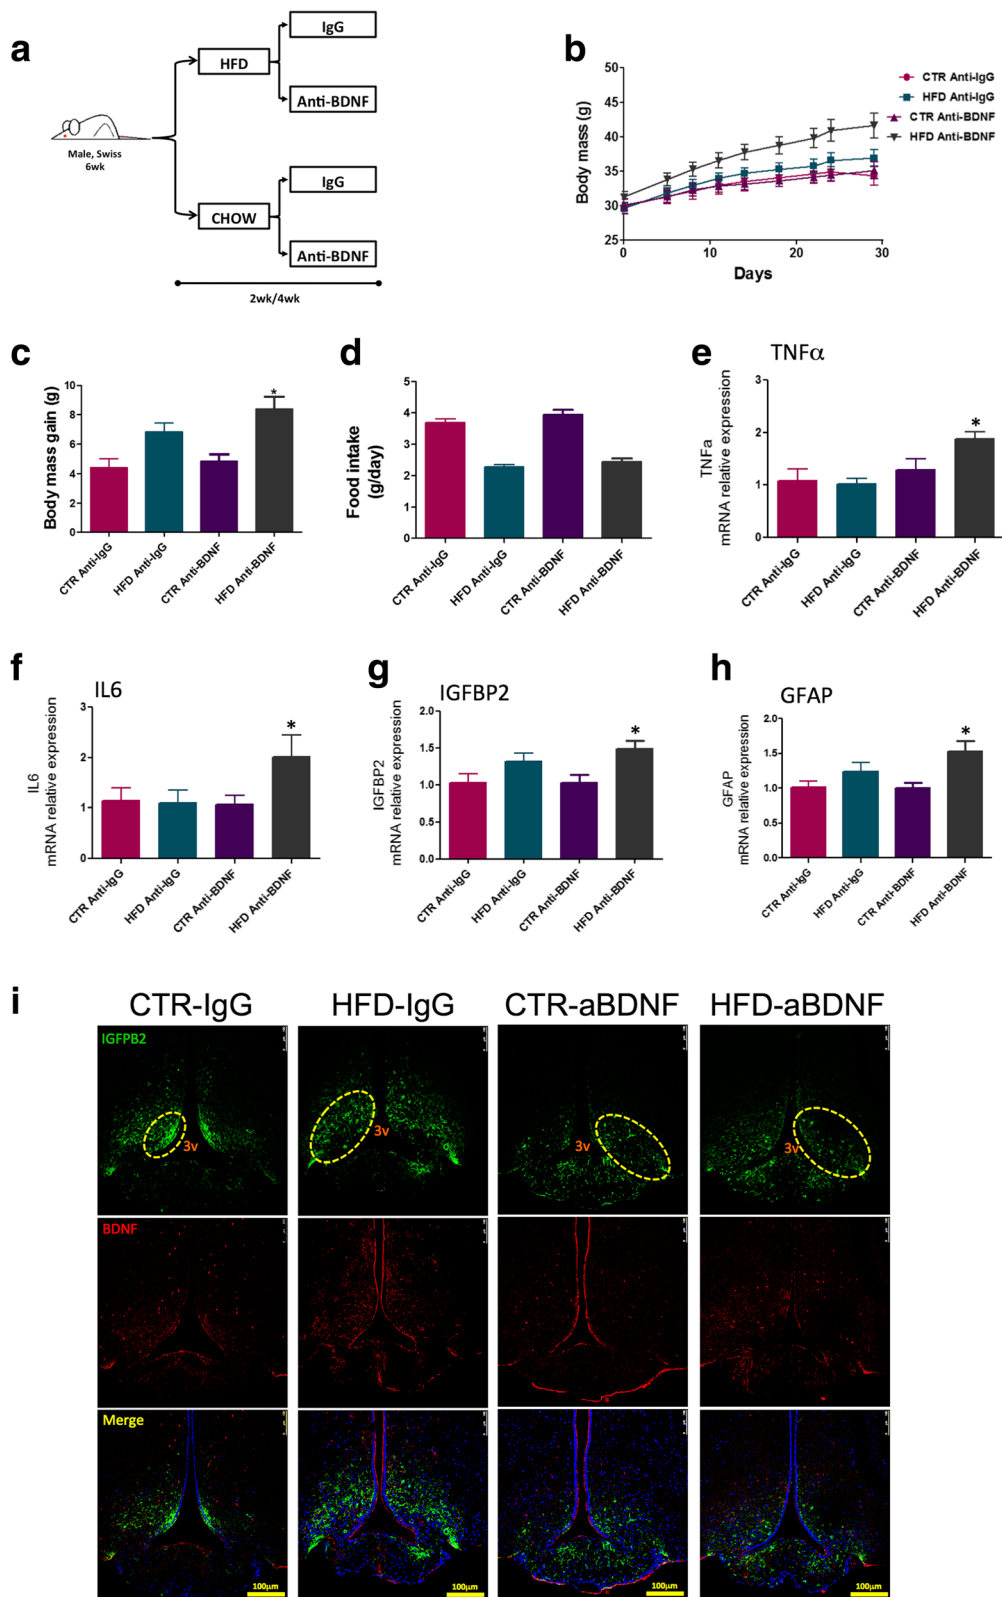 a
IgG
HFD
Anti-BDNF
Male, Swiss
6wk
IgG
CHOW
Anti-BDNF
2wk/4wk
b
Body mass (g)
50
45
40
35
30
25
0
10
20
30
Days
CTR Anti-IgG
HFD Anti-IgG
CTR Anti-BDNF
HFD Anti-BDNF
c
Body mass gain (g)
10
8
6
4
2
0
*
CTR Anti-IgG
HFD Anti-IgG
CTR Anti-BDNF
HFD Anti-BDNF
d
Food intake
(g/day)
5
4
3
2
1
0
CTR Anti-IgG
HFD Anti-IgG
CTR Anti-BDNF
HFD Anti-BDNF
e
TNFα
TNFa
mRNA relative expression
3
2
1
0
*
CTR Anti-IgG
HFD Anti-IgG
CTR Anti-BDNF
HFD Anti-BDNF
f
IL6
IL6
mRNA relative expression
3
2
1
0
*
CTR Anti-IgG
HFD Anti-IgG
CTR Anti-BDNF
HFD Anti-BDNF
g
IGFBP2
IGFBP2
mRNA relative expression
2.0
1.5
1.0
0.5
0.0
*
CTR Anti-IgG
HFD Anti-IgG
CTR Anti-BDNF
HFD Anti-BDNF
h
GFAP
GFAP
mRNA relative expression
2.0
1.5
1.0
0.5
0.0
*
CTR Anti-IgG
HFD Anti-IgG
CTR Anti-BDNF
HFD Anti-BDNF
i
CTR-IgG
HFD-IgG
CTR-aBDNF
HFD-aBDNF
IGFPB2
3v
3v
3v
3v
BDNF
Merge
100μm
100μm
100μm
100μm